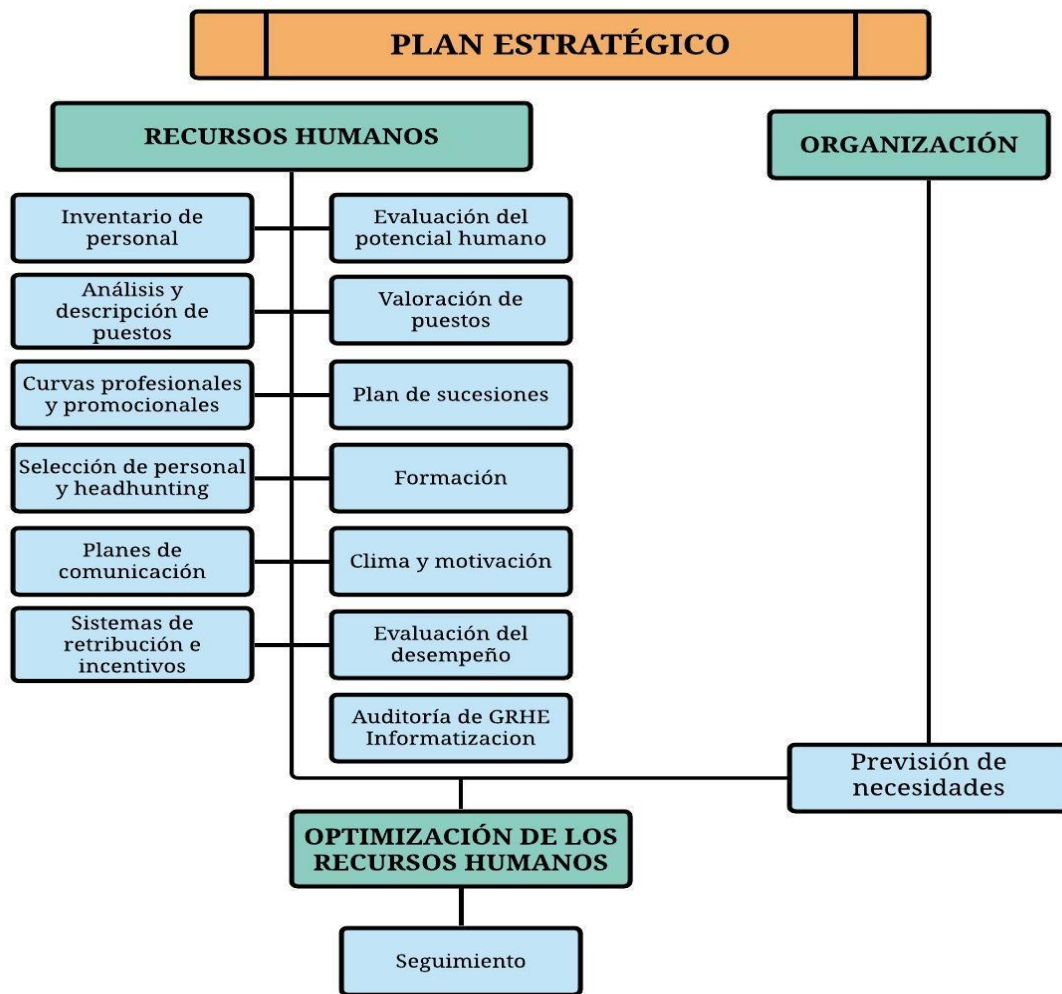 PLAN ESTRATÉGICO
RECURSOS HUMANOS
ORGANIZACIÓN
Inventario de
personal
Evaluación del
potencial humano
Análisis y
descripción de
puestos
Valoración de
puestos
Curvas profesionales
y promocionales
Plan de sucesiones
Selección de personal
y headhunting
Formación
Planes de
comunicación
Clima y motivación
Sistemas de
retribución e
incentivos
Evaluación del
desempeño
Auditoría de GRHE
Informatizacion
Previsión de
necesidades
OPTIMIZACIÓN DE LOS
RECURSOS HUMANOS
Seguimiento